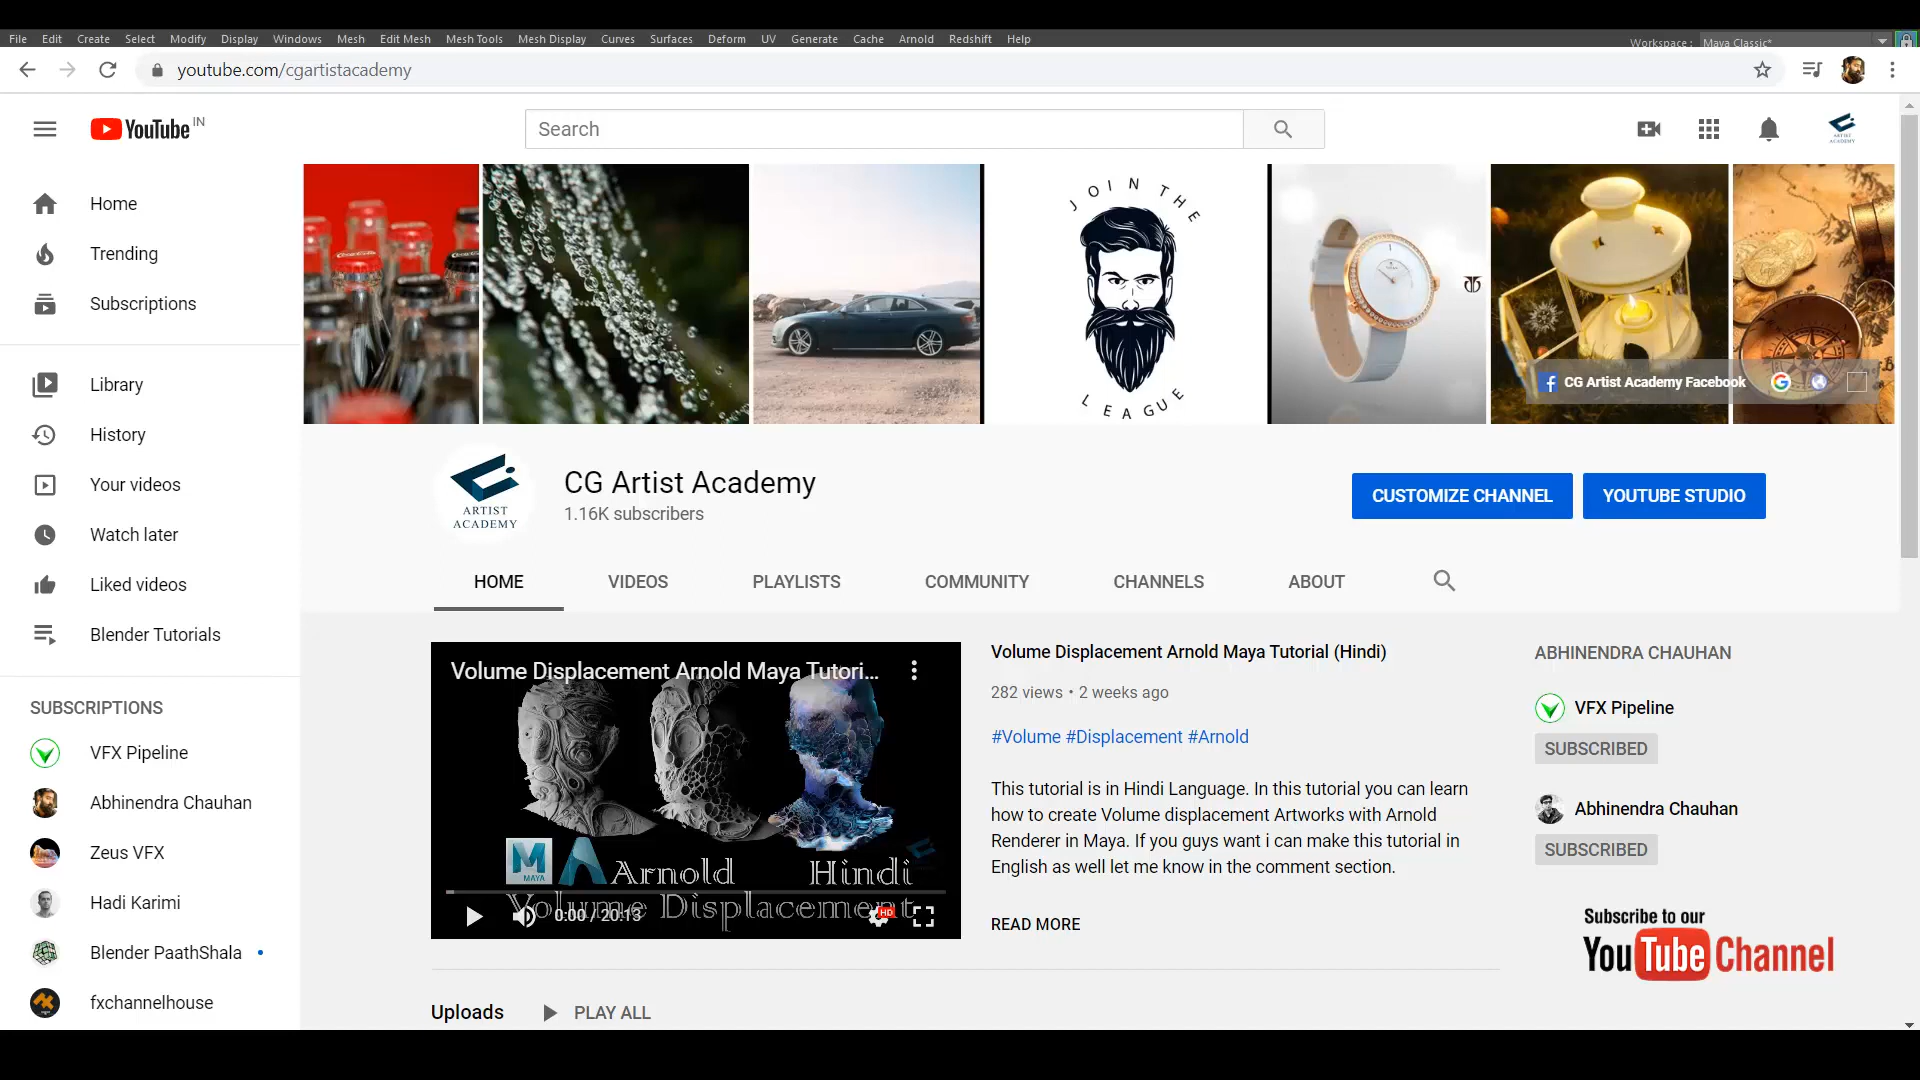 File Edit Create Select Modify Display Windows Mesh Edit Mesh Mesh Tools Mesh Display Curves Surfaces Deform UV Generate Cache Arnold Redshift Help
Workspace : Maya Classic*
youtube.com/cgartistacademy
YouTube IN
Search
ARTIST
ACADEMY
Home
Trending
Subscriptions
Library
History
Your videos
Watch later
Liked videos
Blender Tutorials
SUBSCRIPTIONS
VFX Pipeline
Abhinendra Chauhan
Zeus VFX
Hadi Karimi
Blender PaathShala
fxchannelhouse
JOIN THE
LEAGUE
CG Artist Academy Facebook
ARTIST
ACADEMY
CG Artist Academy
1.16K subscribers
CUSTOMIZE CHANNEL
YOUTUBE STUDIO
HOME VIDEOS PLAYLISTS COMMUNITY CHANNELS ABOUT
Volume Displacement Arnold Maya Tutori...
M
MAYA
Arnold Hindi
Volume Displacement
0:00 / 20:13
HD
Volume Displacement Arnold Maya Tutorial (Hindi)
282 views • 2 weeks ago
#Volume #Displacement #Arnold
This tutorial is in Hindi Language. In this tutorial you can learn
how to create Volume displacement Artworks with Arnold
Renderer in Maya. If you guys want i can make this tutorial in
English as well let me know in the comment section.
READ MORE
ABHINENDRA CHAUHAN
VFX Pipeline
SUBSCRIBED
Abhinendra Chauhan
SUBSCRIBED
Subscribe to our
YouTube Channel
Uploads
PLAY ALL